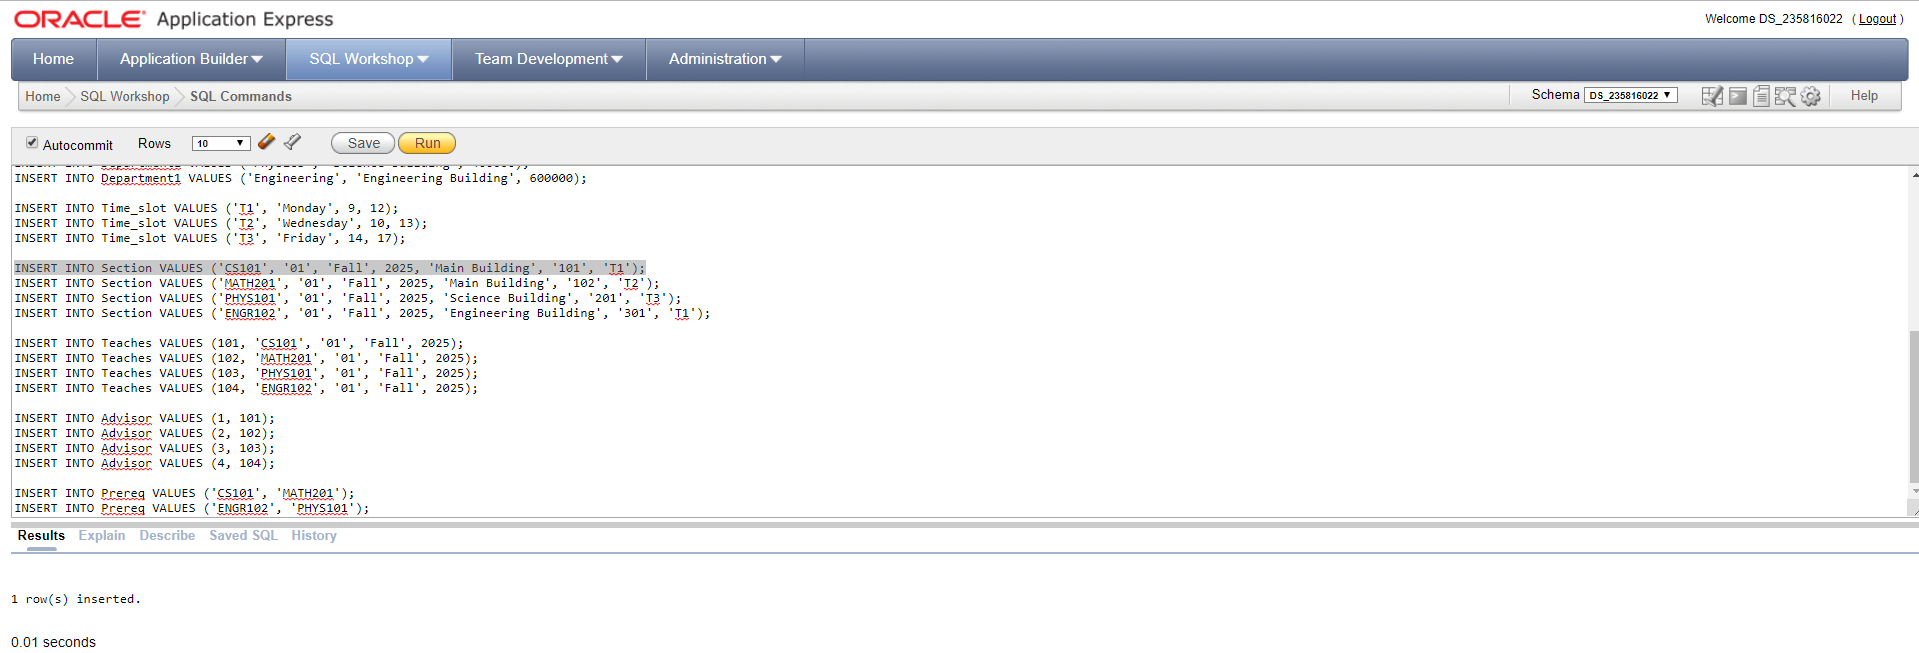 ORACLE Application Express
Welcome DS_235816022 ( Logout )
Home Application Builder SQL Workshop Team Development Administration
Home SQL Workshop SQL Commands Schema DS_235816022 Help
Autocommit Rows 10 Save Run
INSERT INTO Department1 VALUES ('Engineering', 'Engineering Building', 600000);
INSERT INTO Time_slot VALUES ('T1', 'Monday', 9, 12);
INSERT INTO Time_slot VALUES ('T2', 'Wednesday', 10, 13);
INSERT INTO Time_slot VALUES ('T3', 'Friday', 14, 17);
INSERT INTO Section VALUES ('CS101', '01', 'Fall', 2025, 'Main Building', '101', 'T1');
INSERT INTO Section VALUES ('MATH201', '01', 'Fall', 2025, 'Main Building', '102', 'T2');
INSERT INTO Section VALUES ('PHYS101', '01', 'Fall', 2025, 'Science Building', '201', 'T3');
INSERT INTO Section VALUES ('ENGR102', '01', 'Fall', 2025, 'Engineering Building', '301', 'T1');
INSERT INTO Teaches VALUES (101, 'CS101', '01', 'Fall', 2025);
INSERT INTO Teaches VALUES (102, 'MATH201', '01', 'Fall', 2025);
INSERT INTO Teaches VALUES (103, 'PHYS101', '01', 'Fall', 2025);
INSERT INTO Teaches VALUES (104, 'ENGR102', '01', 'Fall', 2025);
INSERT INTO Advisor VALUES (1, 101);
INSERT INTO Advisor VALUES (2, 102);
INSERT INTO Advisor VALUES (3, 103);
INSERT INTO Advisor VALUES (4, 104);
INSERT INTO Prereq VALUES ('CS101', 'MATH201');
INSERT INTO Prereq VALUES ('ENGR102', 'PHYS101');
Results Explain Describe Saved SQL History
1 row(s) inserted.
0.01 seconds